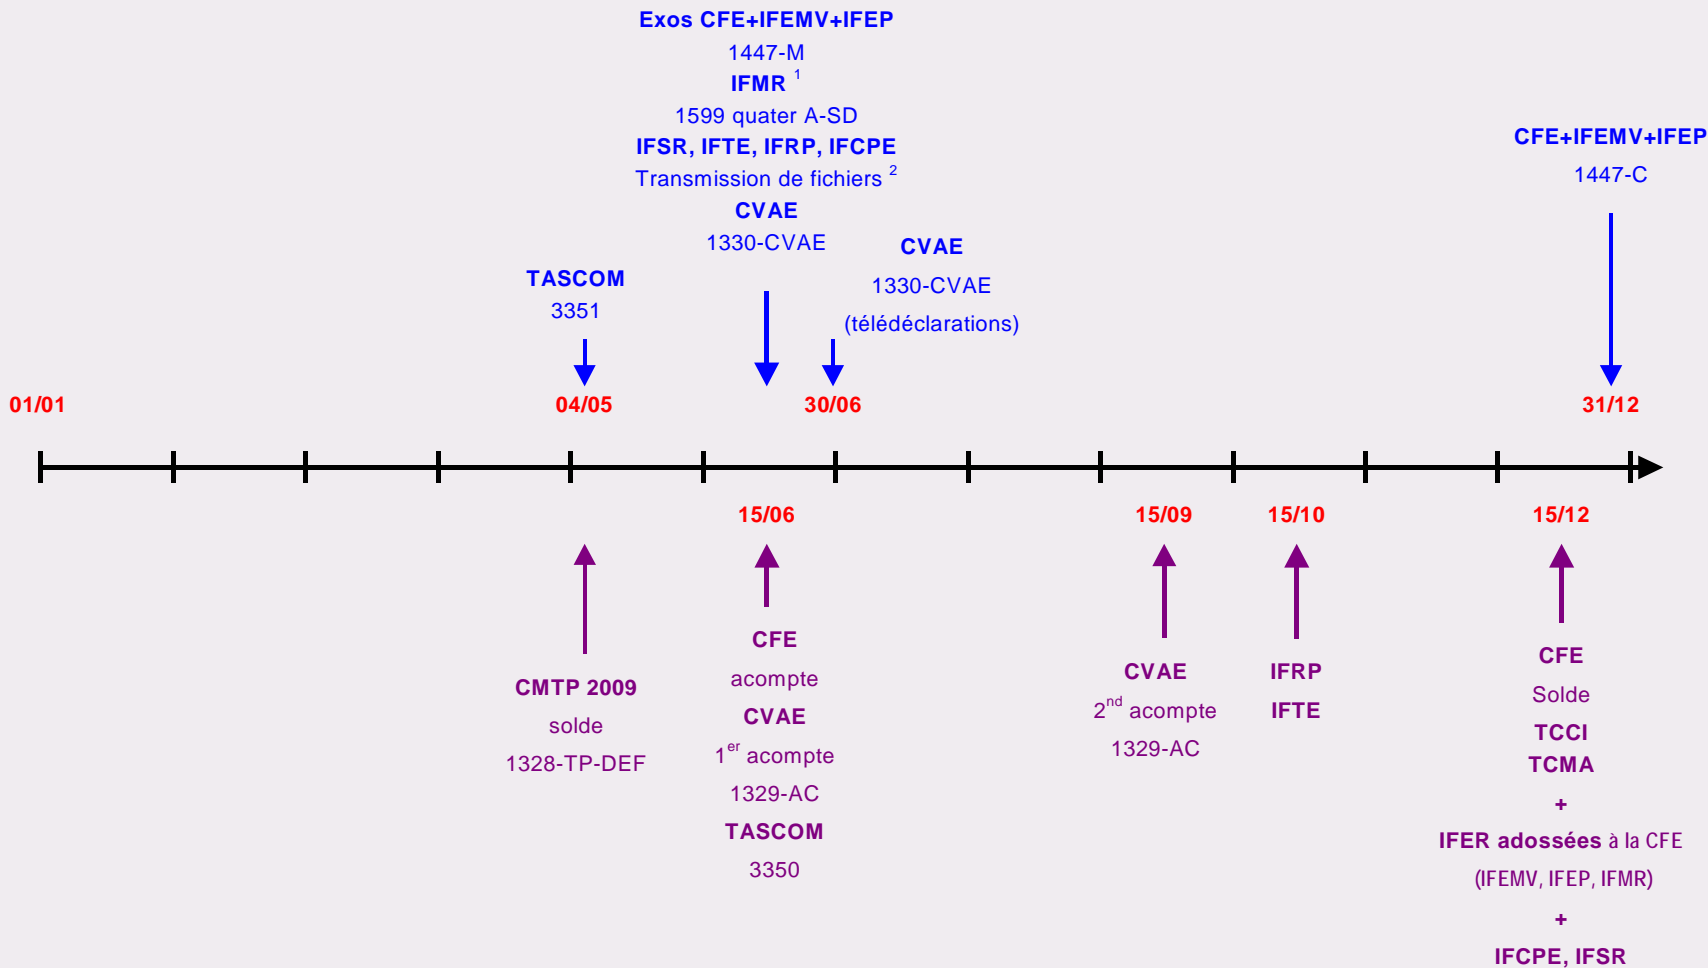 Exos CFE+IFEMV+IFEP
1447-M
IFMR 1
1599 quater A-SD
IFSR, IFTE, IFRP, IFCPE
Transmission de fichiers 2
CVAE
1330-CVAE
TASCOM
3351
CVAE
1330-CVAE
(télédéclarations)
CFE+IFEMV+IFEP
1447-C
01/01
04/05
30/06
31/12
15/06
15/09
15/10
15/12
CMTP 2009
solde
1328-TP-DEF
CFE
acompte
CVAE
1er acompte
1329-AC
TASCOM
3350
CVAE
2nd acompte
1329-AC
IFRP
IFTE
CFE
Solde
TCCI
TCMA
+
IFER adossées à la CFE
(IFEMV, IFEP, IFMR)
+
IFCPE, IFSR